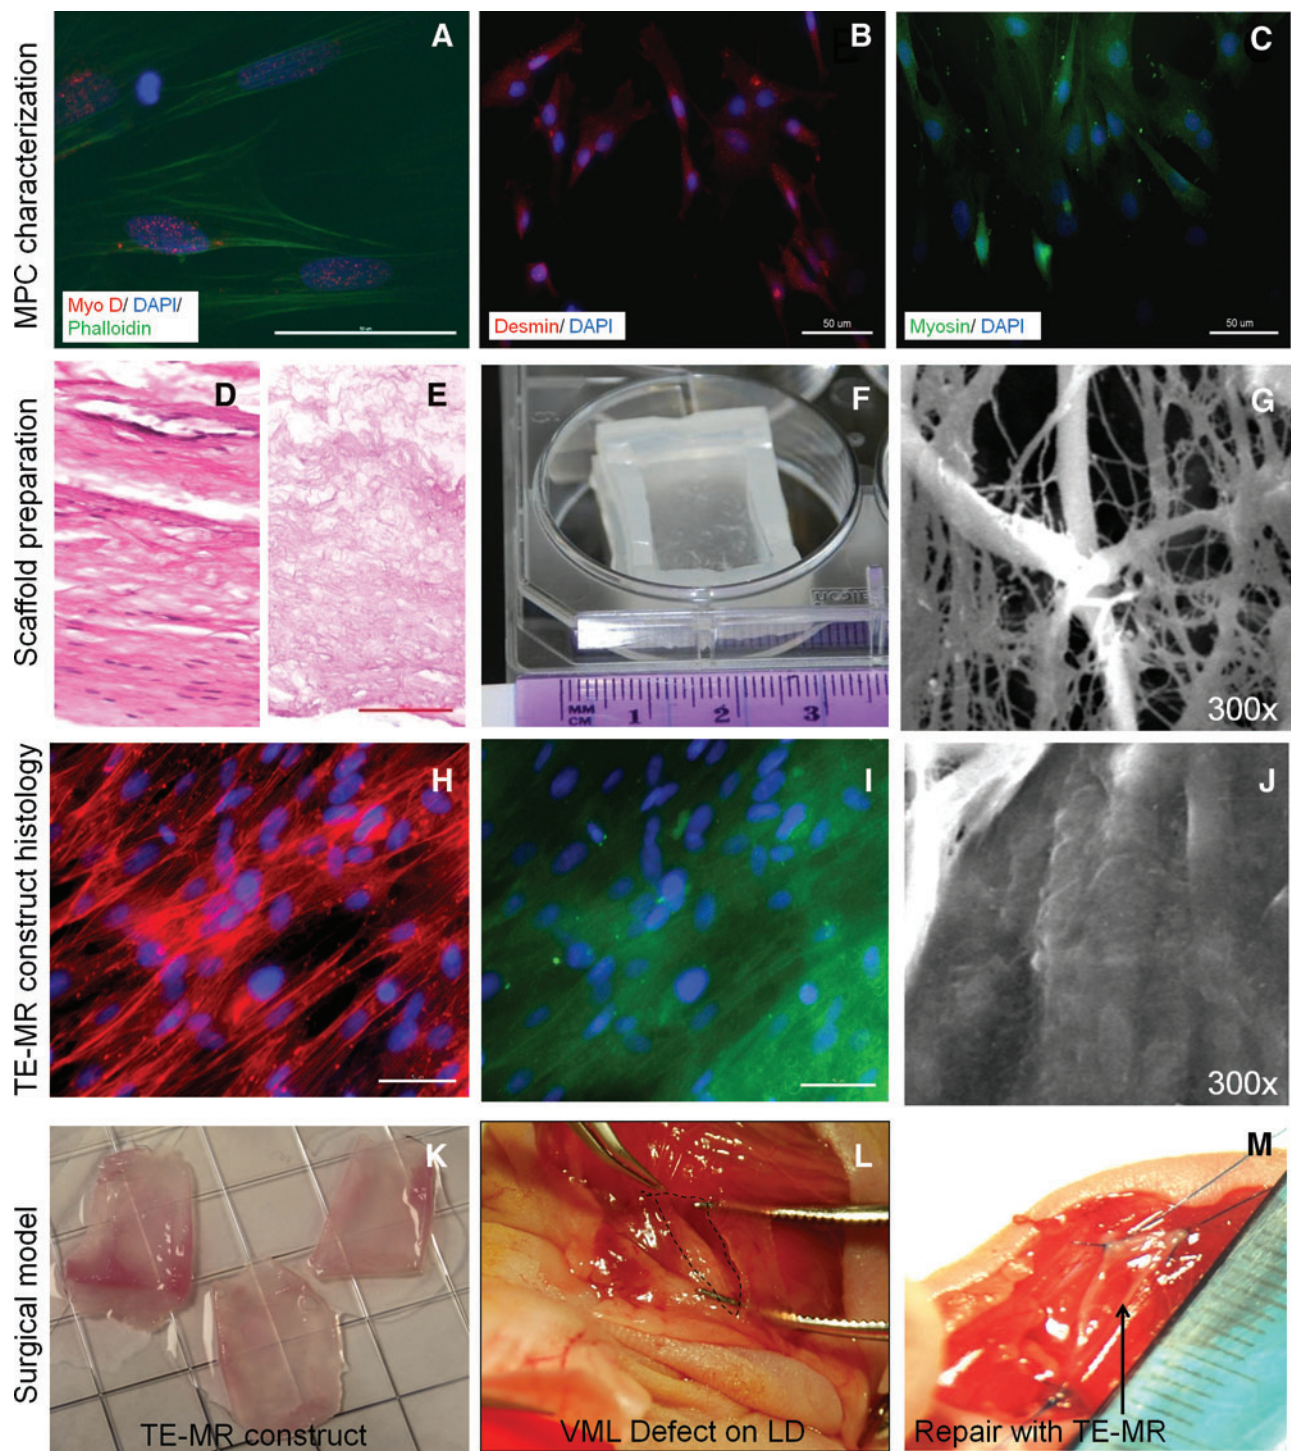 MPC characterization
A
Myo D/ DAPI/
Phalloidin
B
Desmin/ DAPI
50 um
C
Myosin/ DAPI
50 um
Scaffold preparation
D
E
F
MM
CM
1
2
3
G
300x
TE-MR construct histology
H
I
J
300x
Surgical model
K
TE-MR construct
L
VML Defect on LD
M
Repair with TE-MR